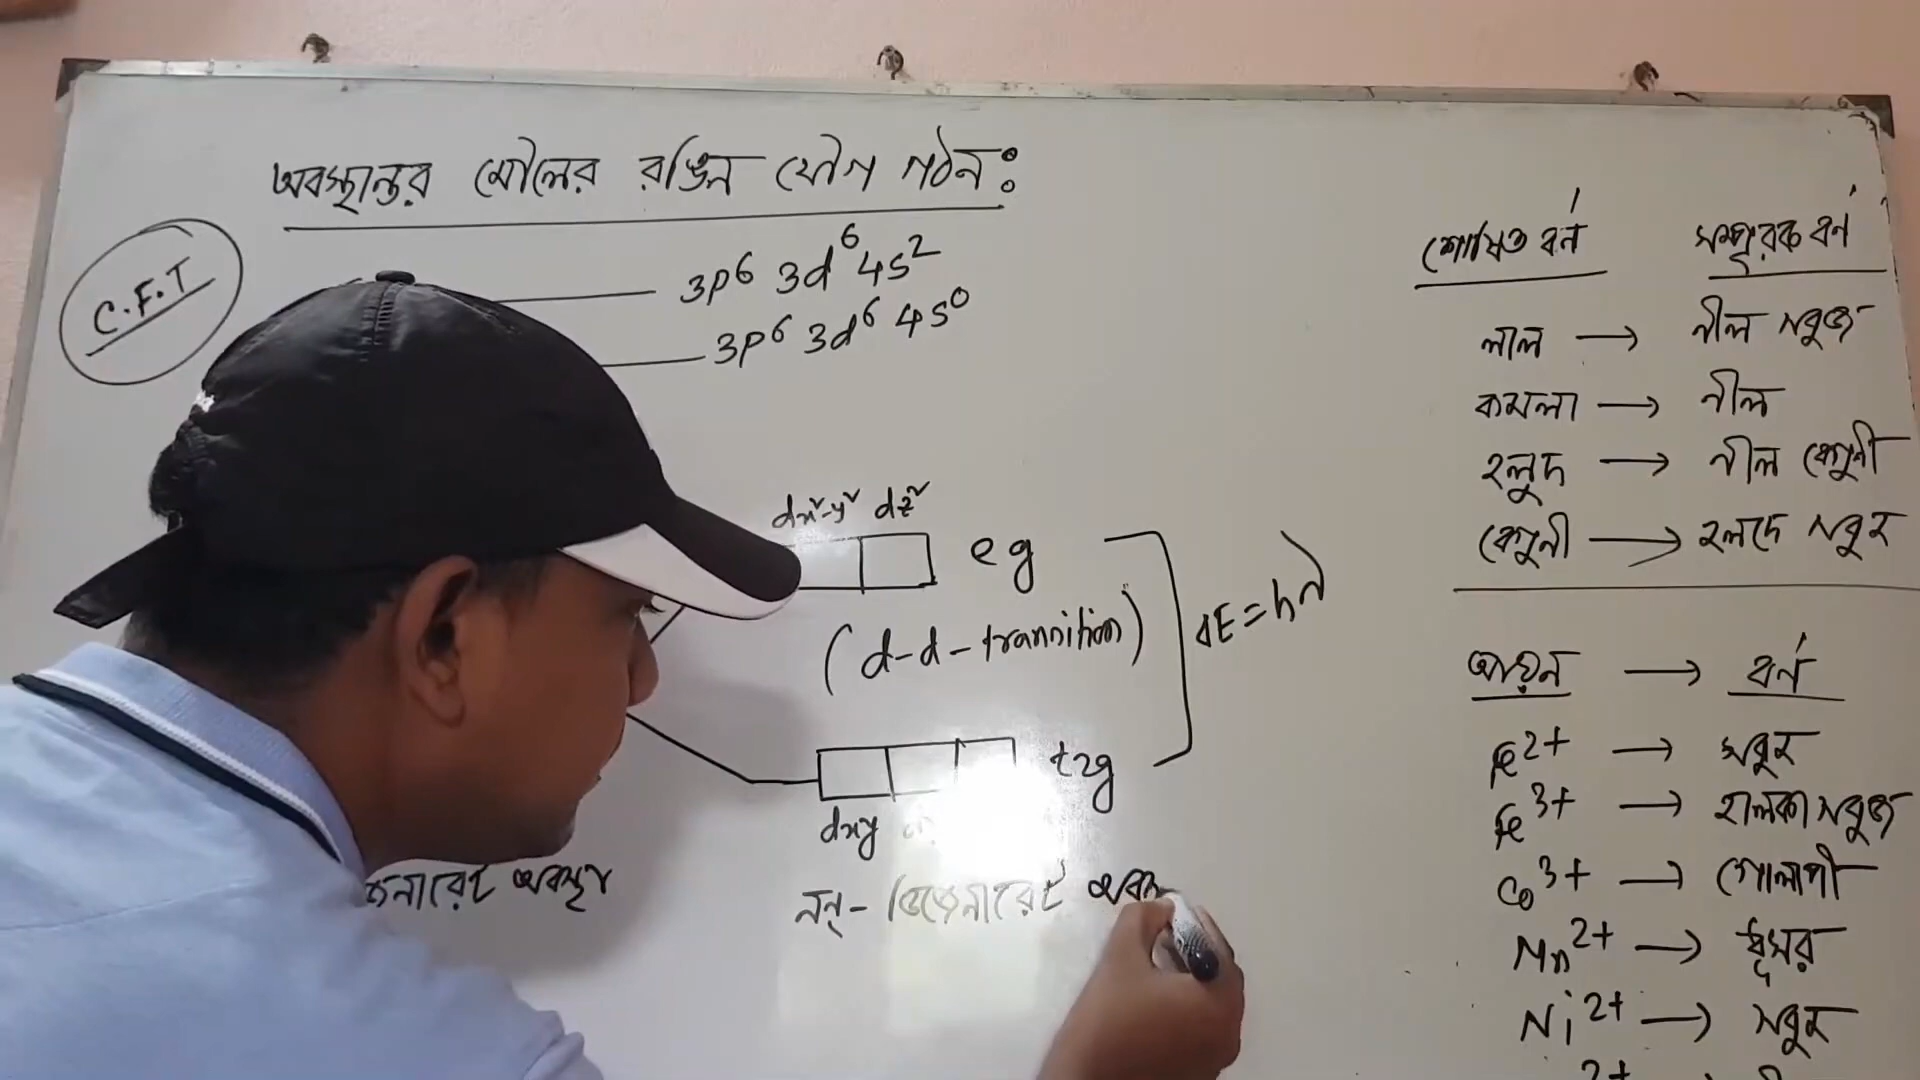 অবস্থান্তর মৌলের রঙিন যৌগ গঠন:
C.F.T
3p⁶ 3d⁶ 4s²
3p⁶ 3d⁶ 4s⁰
dx²-y² dz²
eg
(d-d-transition)
ΔE = hν
t2g
dxy
অবস্থা
নন্-ডিজেনারেট
শোষিত বর্ণ সম্পূরক বর্ণ
লাল → নীল সবুজ
কমলা → নীল
হলুদ → নীল বেগুনী
বেগুনী → হলদে সবুজ
আয়ন → বর্ণ
Fe²⁺ → সবুজ
Fe³⁺ → হালকা সবুজ
Co³⁺ → গোলাপী
Mn²⁺ → ধূসর
Ni²⁺ → সবুজ
2+